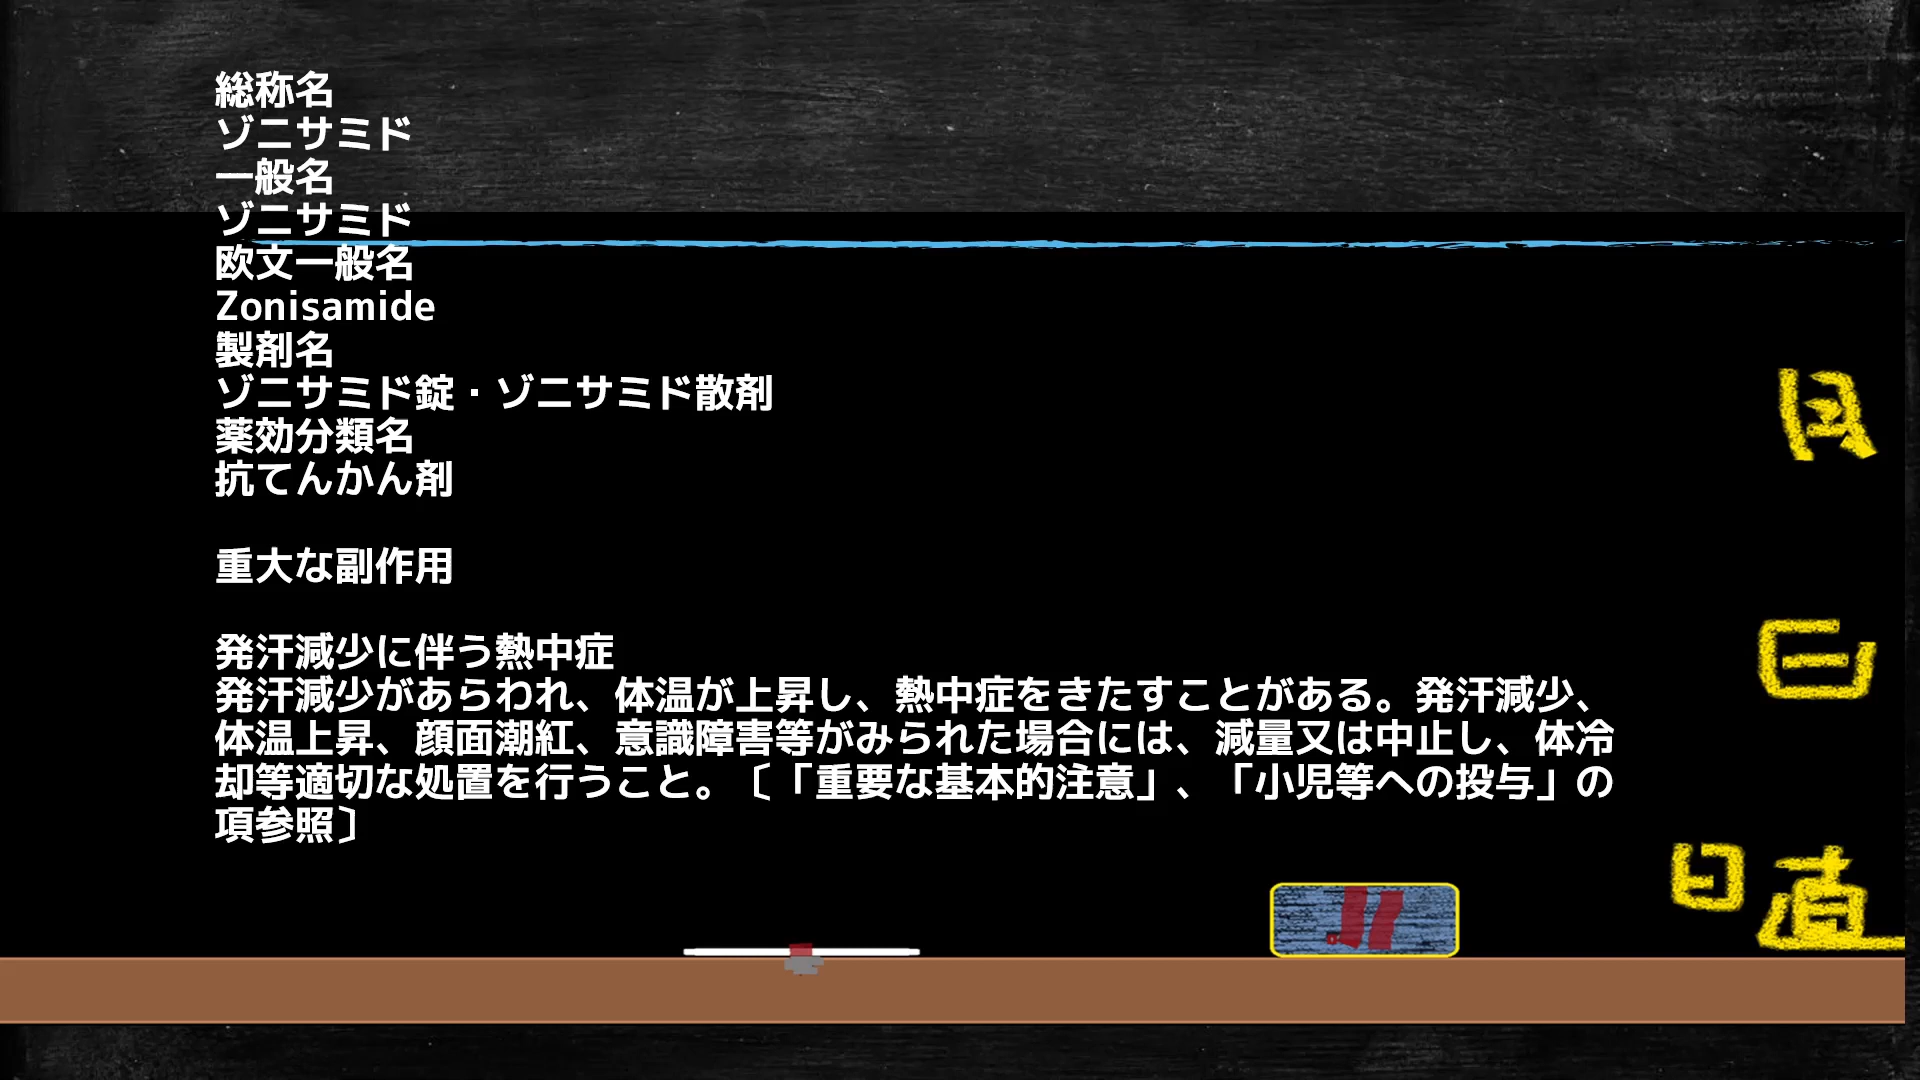 総称名
ゾニサミド
一般名
ゾニサミド
欧文一般名
Zonisamide
製剤名
ゾニサミド錠・ゾニサミド散剤
薬効分類名
抗てんかん剤
重大な副作用
発汗減少に伴う熱中症
発汗減少があらわれ、体温が上昇し、熱中症をきたすことがある。発汗減少、
体温上昇、顔面潮紅、意識障害等がみられた場合には、減量又は中止し、体冷
却等適切な処置を行うこと。〔「重要な基本的注意」、「小児等への投与」の
項参照〕
日直